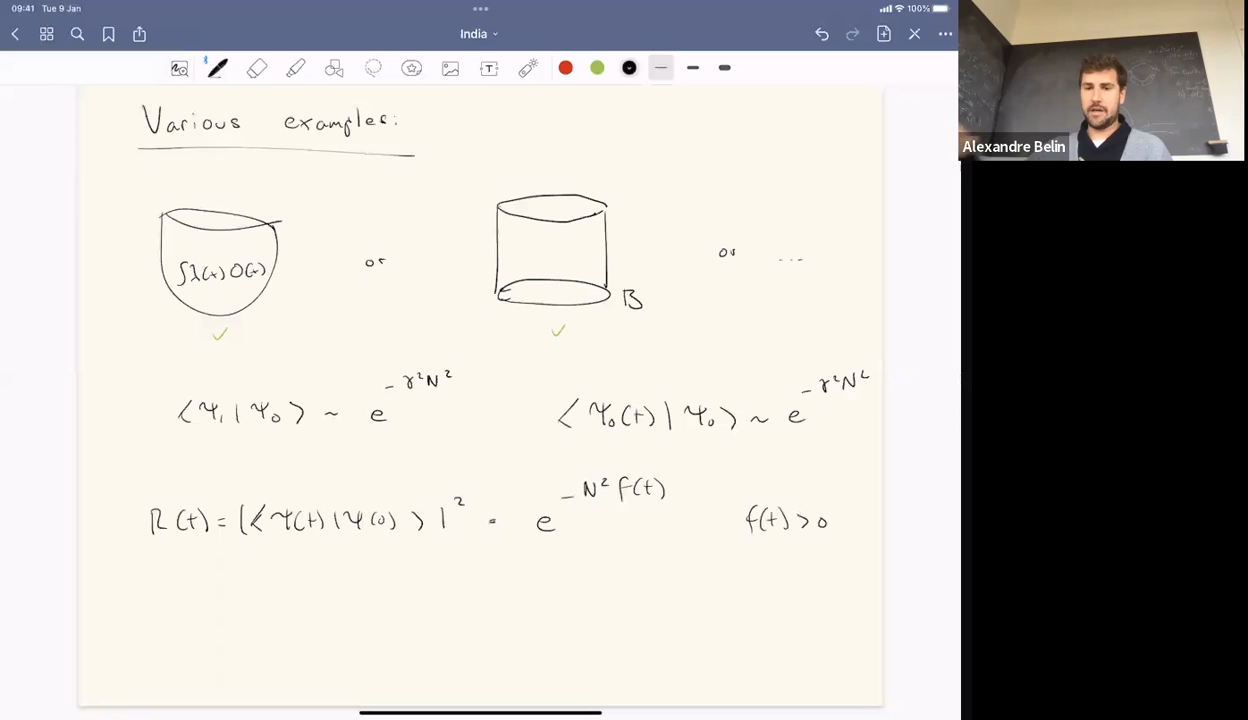 09:41 Tue 9 Jan
100%
India
Alexandre Belin
Various examples:
∫λ(t) O(t) or B or ...
⟨Ψ₁|Ψ₀⟩ ~ e^{-γ²N²} ⟨Ψ₀(t)|Ψ₀⟩ ~ e^{-γ²N²}
R(t) = |⟨Ψ(t)|Ψ(0)⟩|² = e^{-N² f(t)} f(t) > 0